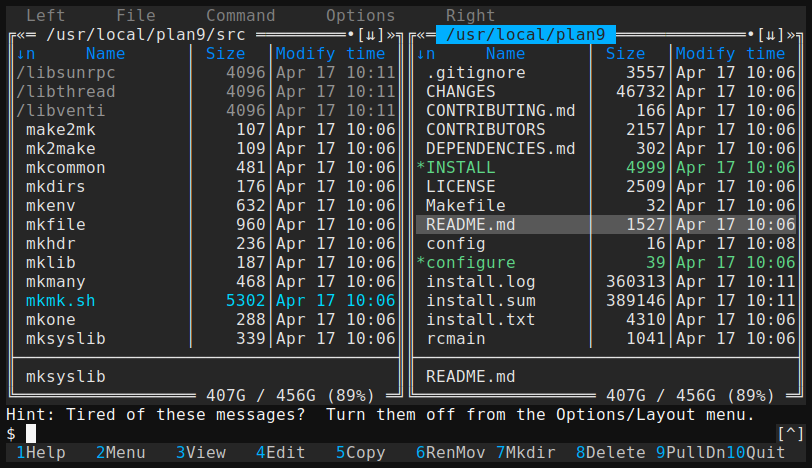 Left File Command Options Right
«═ /usr/local/plan9/src ═•[⇊]» «═ /usr/local/plan9 ═•[⇊]»
↓n Name │ Size │Modify time ↓n Name │ Size │Modify time
/libsunrpc │ 4096│Apr 17 10:11 .gitignore │ 3557│Apr 17 10:06
/libthread │ 4096│Apr 17 10:11 CHANGES │ 46732│Apr 17 10:06
/libventi │ 4096│Apr 17 10:11 CONTRIBUTING.md │ 166│Apr 17 10:06
make2mk │ 107│Apr 17 10:06 CONTRIBUTORS │ 2157│Apr 17 10:06
mk2make │ 109│Apr 17 10:06 DEPENDENCIES.md │ 302│Apr 17 10:06
mkcommon │ 481│Apr 17 10:06 *INSTALL │ 4999│Apr 17 10:06
mkdirs │ 176│Apr 17 10:06 LICENSE │ 2509│Apr 17 10:06
mkenv │ 632│Apr 17 10:06 Makefile │ 32│Apr 17 10:06
mkfile │ 960│Apr 17 10:06 README.md │ 1527│Apr 17 10:06
mkhdr │ 236│Apr 17 10:06 config │ 16│Apr 17 10:08
mklib │ 187│Apr 17 10:06 *configure │ 39│Apr 17 10:06
mkmany │ 468│Apr 17 10:06 install.log │360313│Apr 17 10:11
mkmk.sh │ 5302│Apr 17 10:06 install.sum │389146│Apr 17 10:11
mkone │ 288│Apr 17 10:06 install.txt │ 4310│Apr 17 10:06
mksyslib │ 339│Apr 17 10:06 rcmain │ 1041│Apr 17 10:06
mksyslib README.md
407G / 456G (89%) 407G / 456G (89%)
Hint: Tired of these messages?  Turn them off from the Options/Layout menu.
$ [^]
1Help 2Menu 3View 4Edit 5Copy 6RenMov 7Mkdir 8Delete 9PullDn10Quit